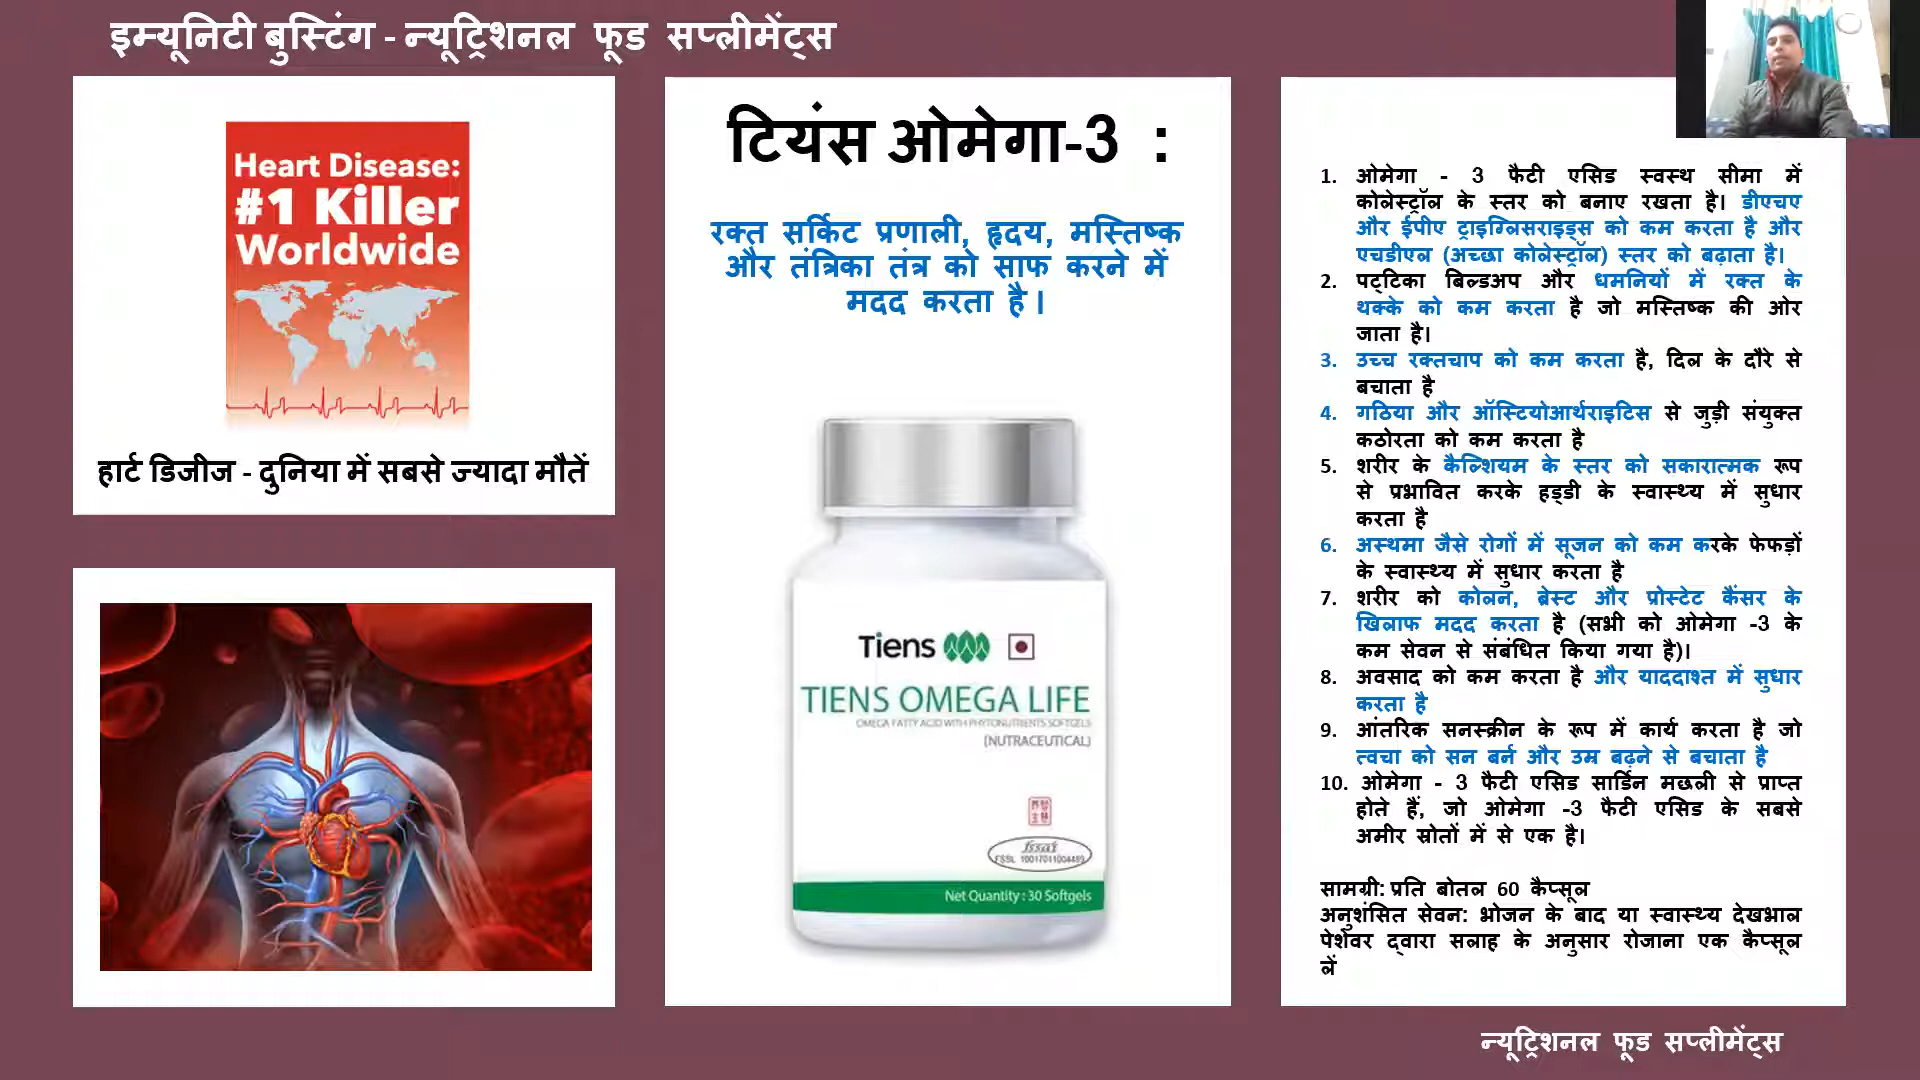 इम्यूनिटी बुस्टिंग - न्यूट्रिशनल फूड सप्लीमेंट्स
Heart Disease:
#1 Killer
Worldwide
हार्ट डिजीज - दुनिया में सबसे ज्यादा मौतें
टियंस ओमेगा-3 :
रक्त सर्किट प्रणाली, हृदय, मस्तिष्क
और तंत्रिका तंत्र को साफ करने में
मदद करता है ।
Tiens
TIENS OMEGA LIFE
OMEGA FATTY ACID WITH PHYTONUTRIENTS SOFTGELS
(NUTRACEUTICAL)
fssai
Net Quantity : 30 Softgels
1. ओमेगा - 3 फैटी एसिड स्वस्थ सीमा में
कोलेस्ट्रॉल के स्तर को बनाए रखता है। डीएचए
और ईपीए ट्राइग्लिसराइड्स को कम करता है और
एचडीएल (अच्छा कोलेस्ट्रॉल) स्तर को बढ़ाता है।
2. पट्टिका बिल्डअप और धमनियों में रक्त के
थक्के को कम करता है जो मस्तिष्क की ओर
जाता है।
3. उच्च रक्तचाप को कम करता है, दिल के दौरे से
बचाता है
4. गठिया और ऑस्टियोआर्थराइटिस से जुड़ी संयुक्त
कठोरता को कम करता है
5. शरीर के कैल्शियम के स्तर को सकारात्मक रूप
से प्रभावित करके हड्डी के स्वास्थ्य में सुधार
करता है
6. अस्थमा जैसे रोगों में सूजन को कम करके फेफड़ों
के स्वास्थ्य में सुधार करता है
7. शरीर को कोलन, ब्रेस्ट और प्रोस्टेट कैंसर के
खिलाफ मदद करता है (सभी को ओमेगा -3 के
कम सेवन से संबंधित किया गया है)।
8. अवसाद को कम करता है और याददाश्त में सुधार
करता है
9. आंतरिक सनस्क्रीन के रूप में कार्य करता है जो
त्वचा को सन बर्न और उम्र बढ़ने से बचाता है
10. ओमेगा - 3 फैटी एसिड सार्डिन मछली से प्राप्त
होते हैं, जो ओमेगा -3 फैटी एसिड के सबसे
अमीर स्रोतों में से एक है।
सामग्री: प्रति बोतल 60 कैप्सूल
अनुशंसित सेवन: भोजन के बाद या स्वास्थ्य देखभाल
पेशेवर द्वारा सलाह के अनुसार रोजाना एक कैप्सूल
लें
न्यूट्रिशनल फूड सप्लीमेंट्स